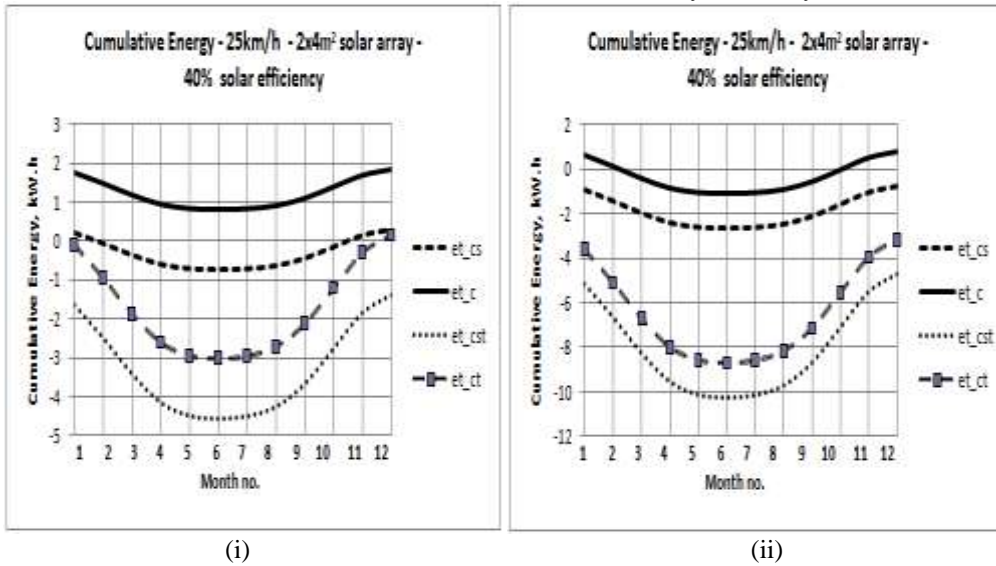 Cumulative Energy - 25km/h - 2x4m² solar array -
40% solar efficiency
Cumulative Energy, kW.h
3
2
1
0
-1
-2
-3
-4
-5
1 2 3 4 5 6 7 8 9 10 11 12
Month no.
et_cs
et_c
et_cst
et_ct
(i)
Cumulative Energy - 25km/h - 2x4m² solar array -
40% solar efficiency
Cumulative Energy, kW.h
2
0
-2
-4
-6
-8
-10
-12
1 2 3 4 5 6 7 8 9 10 11 12
Month no.
et_cs
et_c
et_cst
et_ct
(ii)